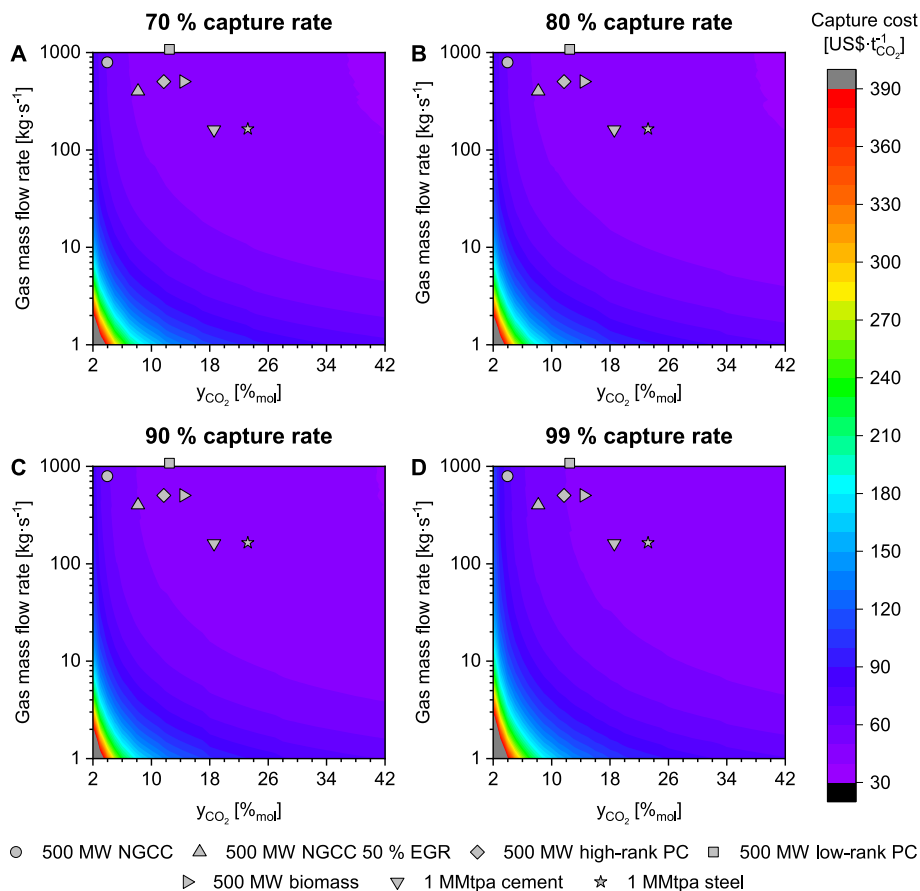 70 % capture rate
80 % capture rate
Capture cost
[US$·t⁻¹CO₂]
A
1000
100
10
1
Gas mass flow rate [kg·s⁻¹]
2 10 18 26 34 42
yCO₂ [%mol]
B
1000
100
10
1
Gas mass flow rate [kg·s⁻¹]
2 10 18 26 34 42
yCO₂ [%mol]
390
360
330
300
270
240
210
180
150
120
90
60
30
90 % capture rate
99 % capture rate
C
1000
100
10
1
Gas mass flow rate [kg·s⁻¹]
2 10 18 26 34 42
yCO₂ [%mol]
D
1000
100
10
1
Gas mass flow rate [kg·s⁻¹]
2 10 18 26 34 42
yCO₂ [%mol]
500 MW NGCC 500 MW NGCC 50 % EGR 500 MW high-rank PC 500 MW low-rank PC
500 MW biomass 1 MMtpa cement 1 MMtpa steel